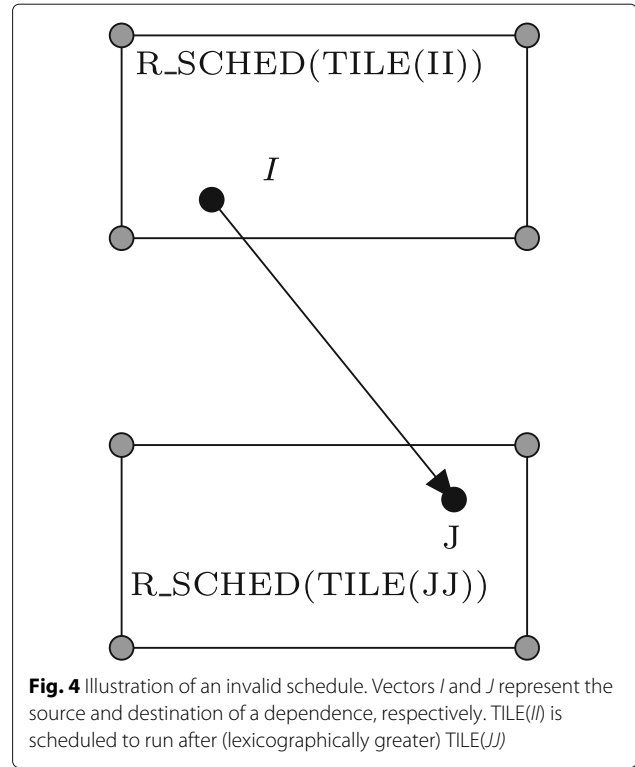 R_SCHED(TILE(II))
I
J
R_SCHED(TILE(JJ))
Fig. 4 Illustration of an invalid schedule. Vectors I and J represent the
source and destination of a dependence, respectively. TILE(II) is
scheduled to run after (lexicographically greater) TILE(JJ)